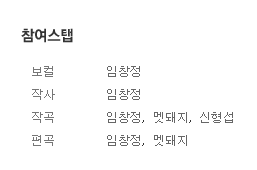 참여스탭
보컬 임창정
작사 임창정
작곡 임창정, 멧돼지, 신형섭
편곡 임창정, 멧돼지